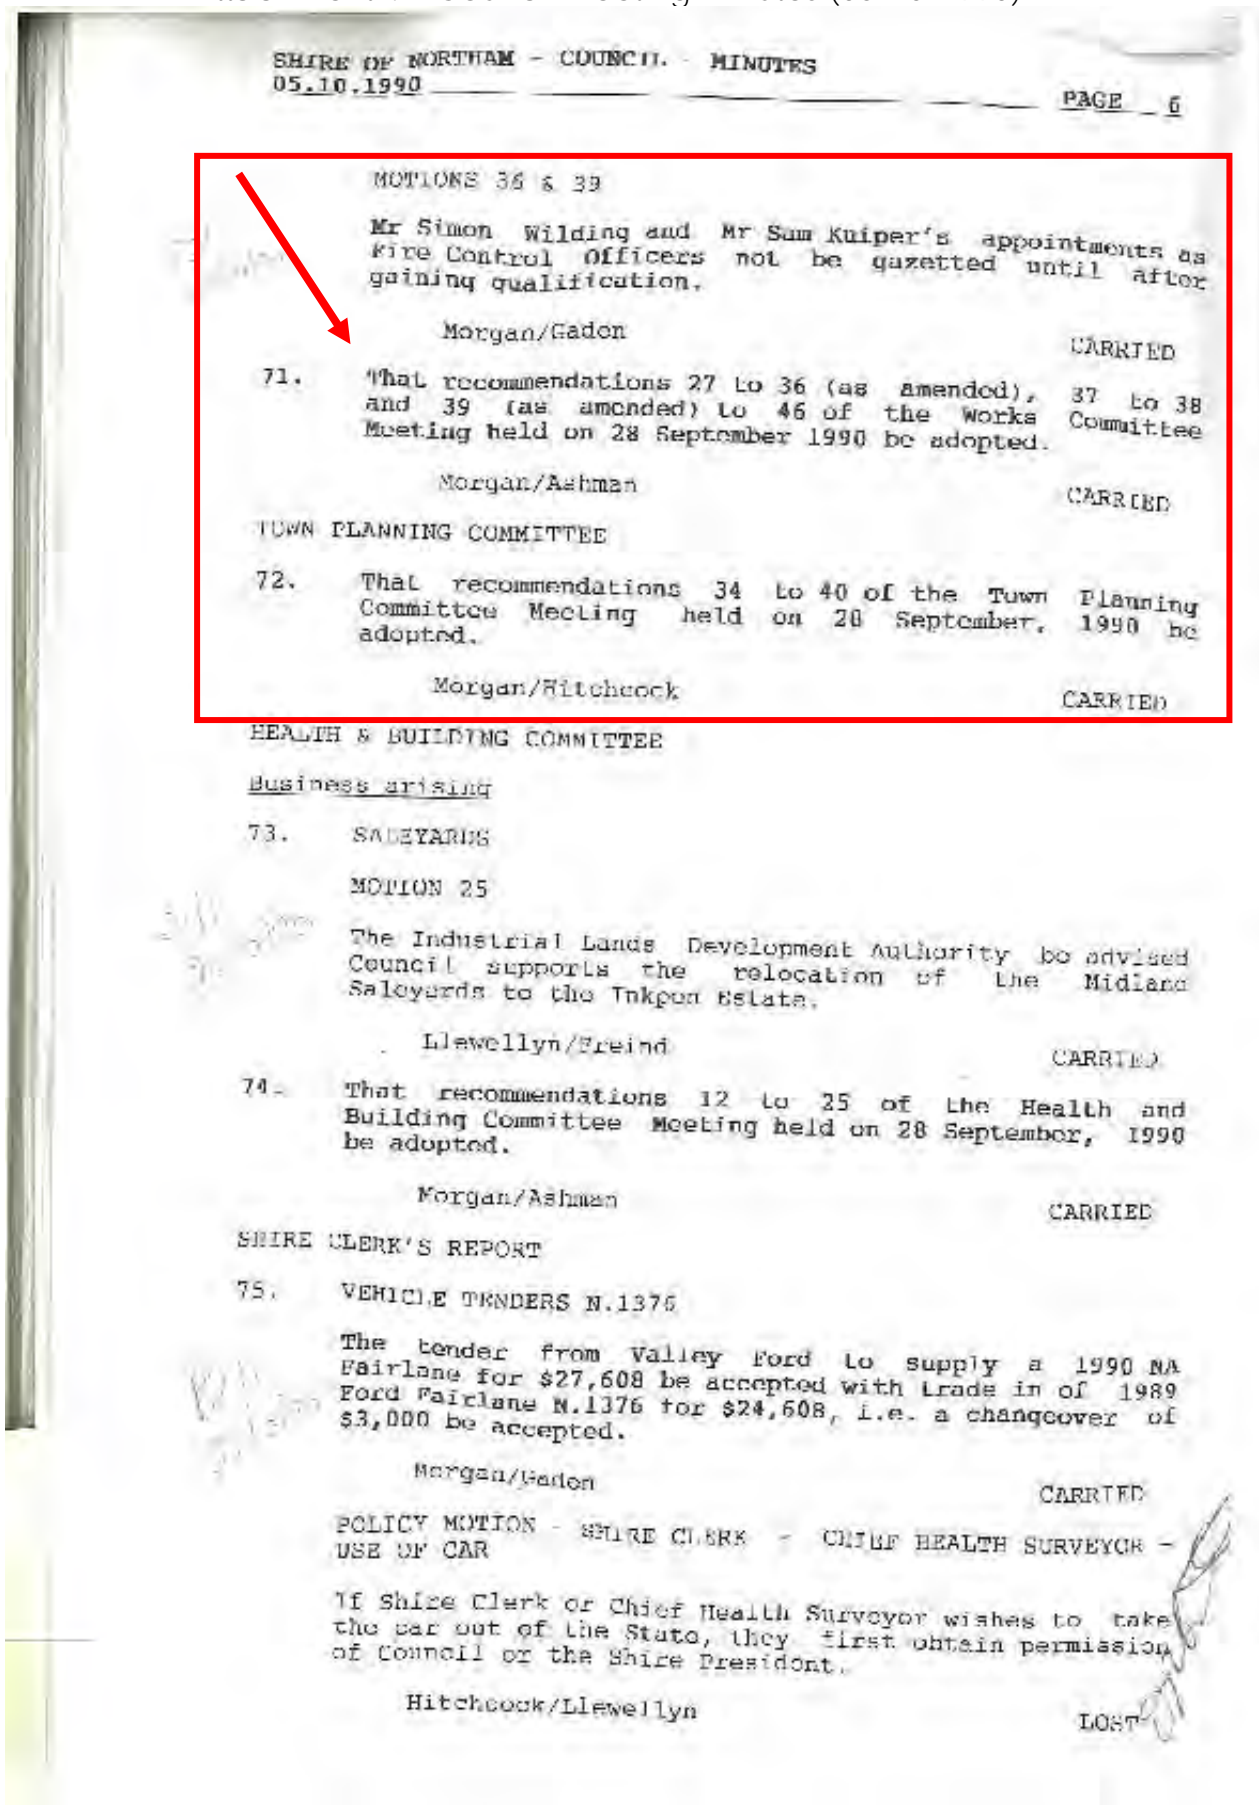 SHIRE OF NORTHAM - COUNCIL - MINUTES
05.10.1990 PAGE 6
MOTIONS 36 & 39
Mr Simon Wilding and Mr Sam Kuiper's appointments as
Fire Control Officers not be gazetted until after
gaining qualification.
Morgan/Gadon
CARRIED
71. That recommendations 27 to 36 (as amended), 37 to 38
and 39 (as amended) to 46 of the Works Committee
Meeting held on 28 September 1990 be adopted.
Morgan/Ashman
CARRIED
TOWN PLANNING COMMITTEE
72. That recommendations 34 to 40 of the Town Planning
Committee Meeting held on 28 September, 1990 be
adopted.
Morgan/Hitchcock
CARRIED
HEALTH & BUILDING COMMITTEE
Business arising
73. SALEYARDS
MOTION 25
The Industrial Lands Development Authority be advised
Council supports the relocation of the Midland
Saleyards to the Inkpen Estate.
Llewellyn/Freind
CARRIED
74. That recommendations 12 to 25 of the Health and
Building Committee Meeting held on 28 September, 1990
be adopted.
Morgan/Ashman
CARRIED
SHIRE CLERK'S REPORT
75. VEHICLE TENDERS N.1376
The tender from Valley Ford to supply a 1990 NA
Fairlane for $27,608 be accepted with trade in of 1989
Ford Fairlane N.1376 for $24,608, i.e. a changeover of
$3,000 be accepted.
Morgan/Gadon
CARRIED
POLICY MOTION - SHIRE CLERK - CHIEF HEALTH SURVEYOR -
USE OF CAR
If Shire Clerk or Chief Health Surveyor wishes to take
the car out of the State, they first obtain permission
of Council or the Shire President.
Hitchcock/Llewellyn
LOST